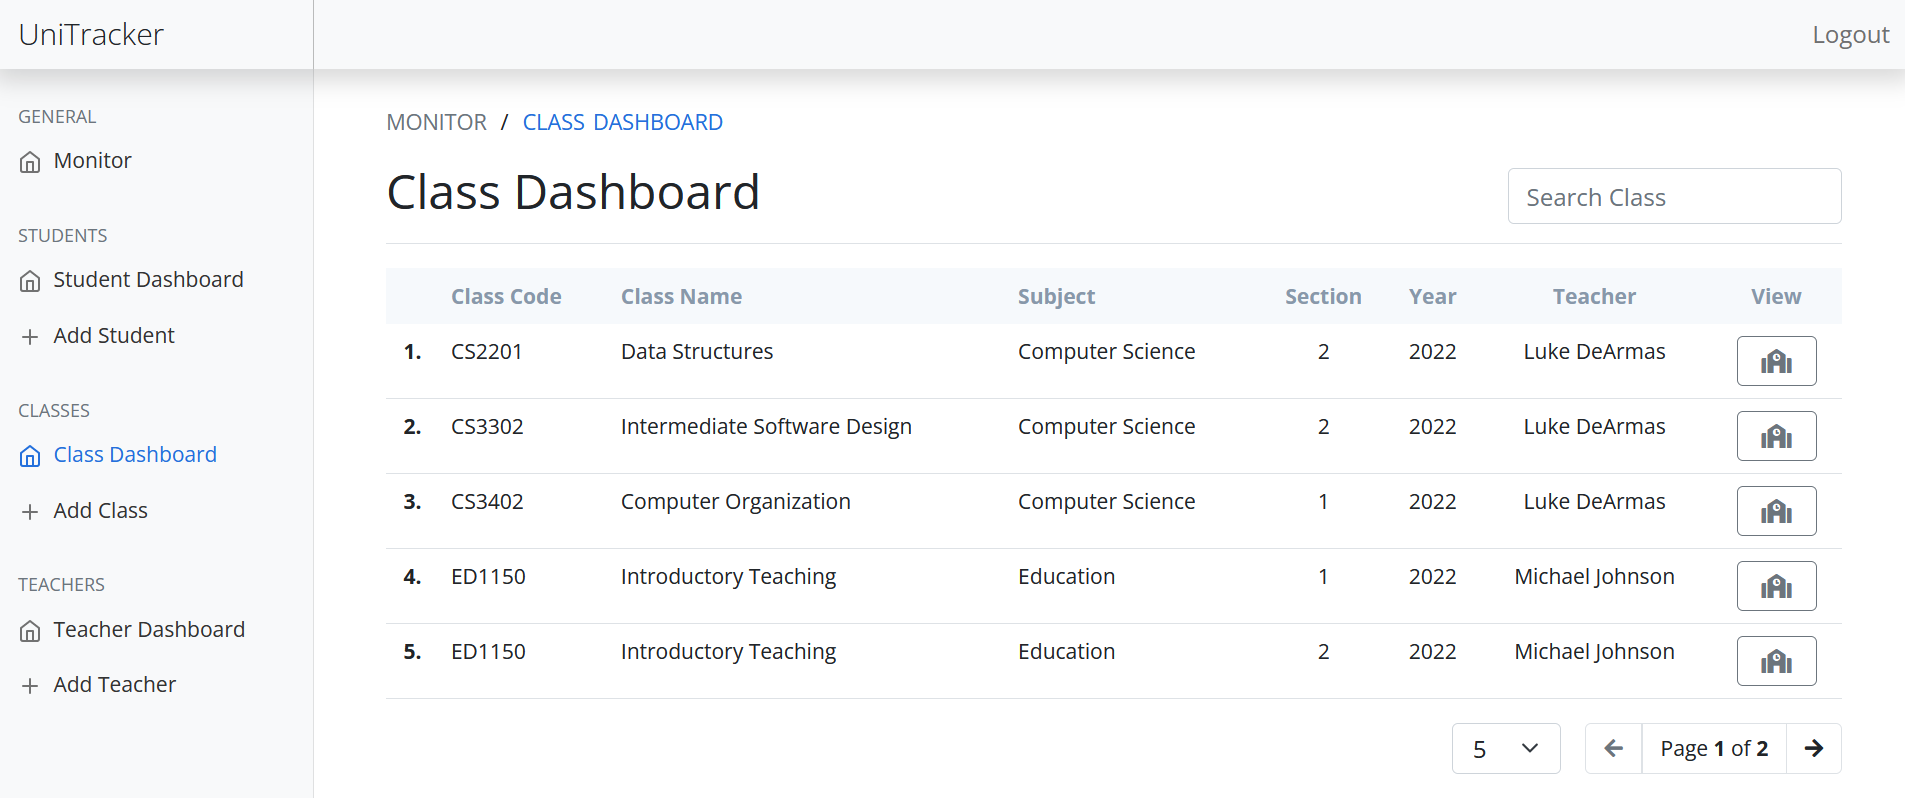 UniTracker
Logout
GENERAL
Monitor
STUDENTS
Student Dashboard
Add Student
CLASSES
Class Dashboard
Add Class
TEACHERS
Teacher Dashboard
Add Teacher
MONITOR / CLASS DASHBOARD
Class Dashboard
Search Class
Class Code Class Name Subject Section Year Teacher View
1. CS2201 Data Structures Computer Science 2 2022 Luke DeArmas
2. CS3302 Intermediate Software Design Computer Science 2 2022 Luke DeArmas
3. CS3402 Computer Organization Computer Science 1 2022 Luke DeArmas
4. ED1150 Introductory Teaching Education 1 2022 Michael Johnson
5. ED1150 Introductory Teaching Education 2 2022 Michael Johnson
5 Page 1 of 2